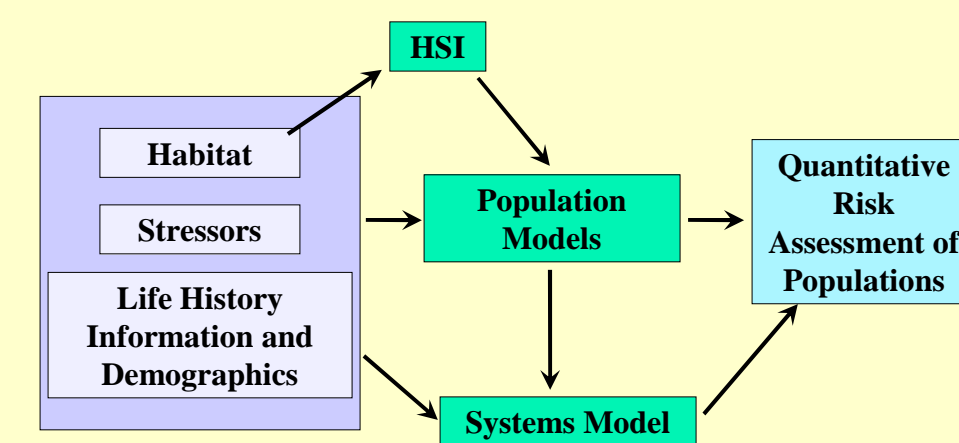 HSI
Habitat
Stressors
Life History
Information and
Demographics
Population
Models
Systems Model
Quantitative
Risk
Assessment of
Populations